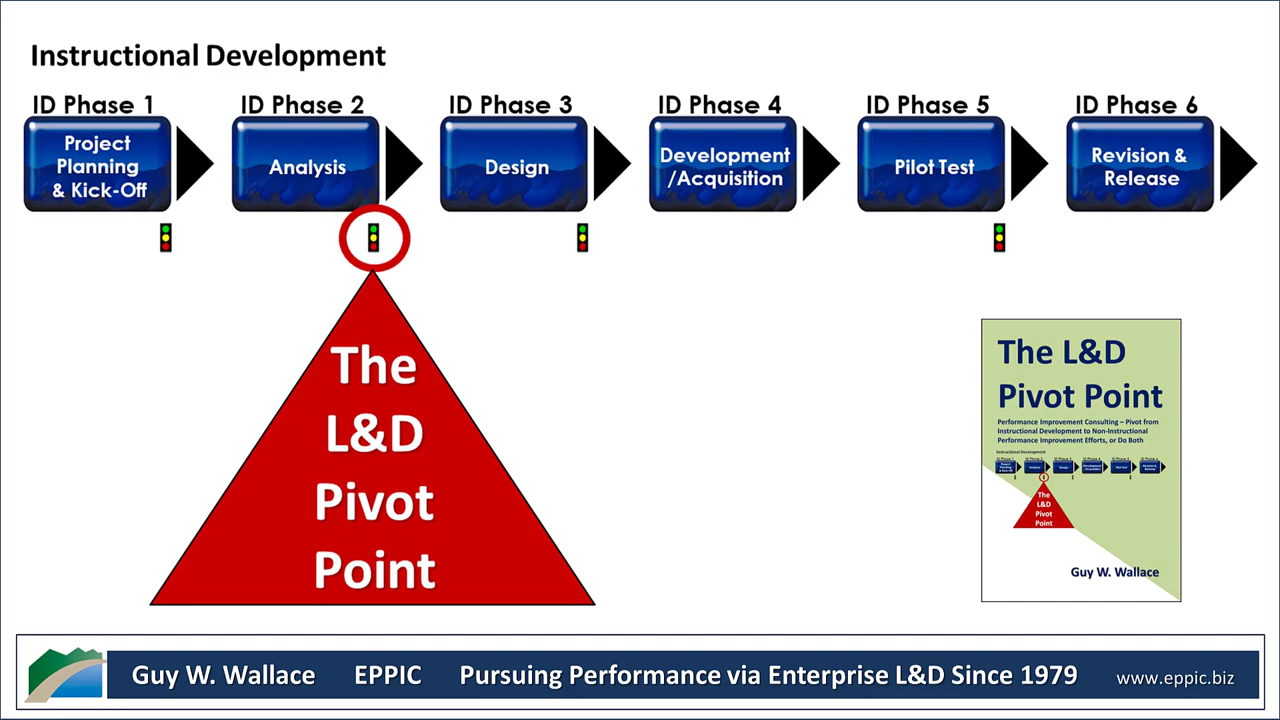 Instructional Development
ID Phase 1
ID Phase 2
ID Phase 3
ID Phase 4
ID Phase 5
ID Phase 6
Project
Planning
& Kick-Off
Analysis
Design
Development
/Acquisition
Pilot Test
Revision &
Release
The
L&D
Pivot
Point
The L&D
Pivot Point
Performance Improvement Consulting – Pivot from
Instructional Development to Non-Instructional
Performance Improvement Efforts, or Do Both
Instructional Development
The
L&D
Pivot
Point
Guy W. Wallace
Guy W. Wallace EPPIC Pursuing Performance via Enterprise L&D Since 1979 www.eppic.biz